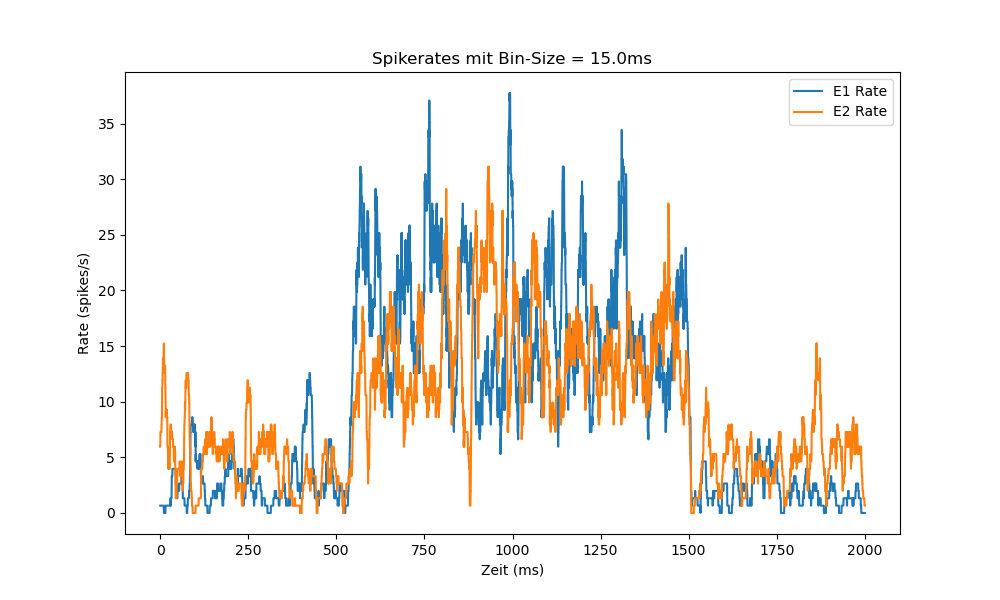 Spikerates mit Bin-Size = 15.0ms
E1 Rate
E2 Rate
Rate (spikes/s)
35
30
25
20
15
10
5
0
0 250 500 750 1000 1250 1500 1750 2000
Zeit (ms)